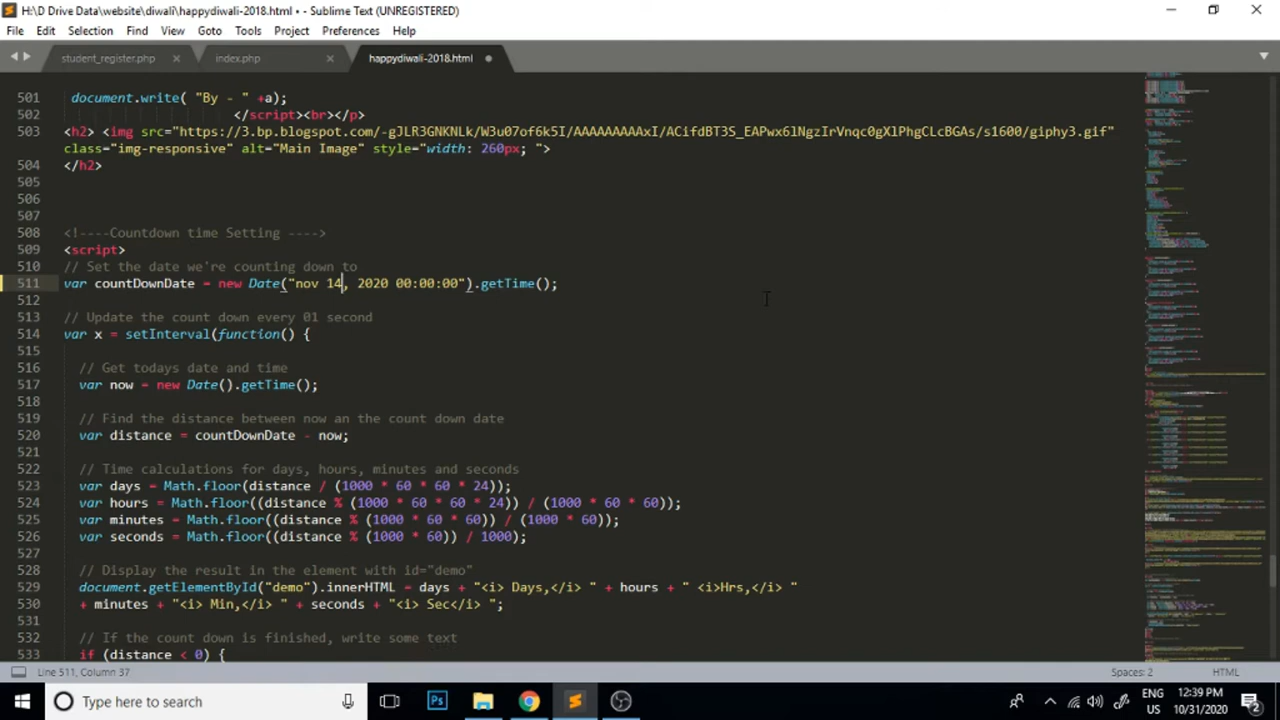 H:\D Drive Data\website\diwali\happydiwali-2018.html • - Sublime Text (UNREGISTERED)
File Edit Selection Find View Goto Tools Project Preferences Help
student_register.php index.php happydiwali-2018.html
501 document.write( "By - " +a);
502 </script><br></p>
503 <h2> <img src="https://3.bp.blogspot.com/-gJLR3GNKNLk/W3u07of6k5I/AAAAAAAAAxI/ACifdBT3S_EAPwx6lNgzIrVnqc0gXlPhgCLcBGAs/s1600/giphy3.gif"
class="img-responsive" alt="Main Image" style="width: 260px; ">
504 </h2>
505
506
507
508 <!----Countdown time Setting ---->
509 <script>
510 // Set the date we're counting down to
511 var countDownDate = new Date("nov 14, 2020 00:00:00").getTime();
512
513 // Update the count down every 01 second
514 var x = setInterval(function() {
515
516 // Get todays date and time
517 var now = new Date().getTime();
518
519 // Find the distance between now an the count down date
520 var distance = countDownDate - now;
521
522 // Time calculations for days, hours, minutes and seconds
523 var days = Math.floor(distance / (1000 * 60 * 60 * 24));
524 var hours = Math.floor((distance % (1000 * 60 * 60 * 24)) / (1000 * 60 * 60));
525 var minutes = Math.floor((distance % (1000 * 60 * 60)) / (1000 * 60));
526 var seconds = Math.floor((distance % (1000 * 60)) / 1000);
527
528 // Display the result in the element with id="demo"
529 document.getElementById("demo").innerHTML = days + "<i> Days,</i> " + hours + " <i>Hrs,</i> "
530 + minutes + "<i> Min,</i> " + seconds + "<i> Sec</i> ";
531
532 // If the count down is finished, write some text
533 if (distance < 0) {
Line 511, Column 37 Spaces: 2 HTML
Type here to search
Ps
ENG
US
12:39 PM
10/31/2020
2